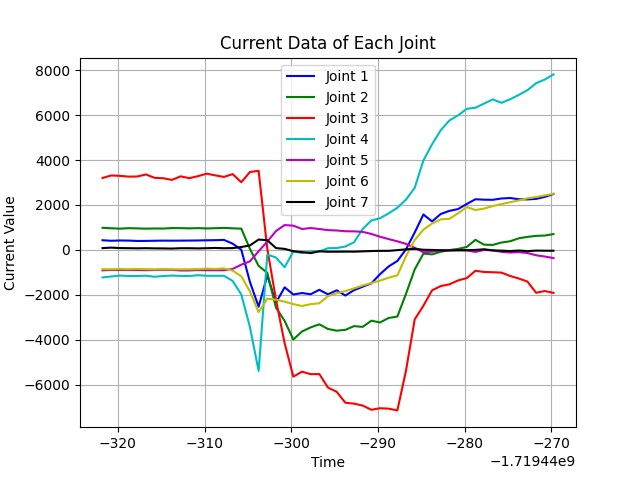 Current Data of Each Joint
Joint 1
Joint 2
Joint 3
Joint 4
Joint 5
Joint 6
Joint 7
Current Value
8000
6000
4000
2000
0
−2000
−4000
−6000
−320
−310
−300
−290
−280
−270
Time
−1.71944e9